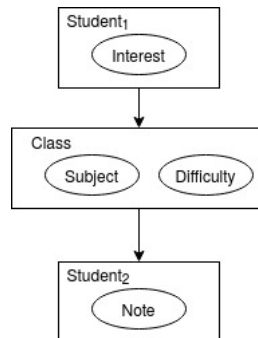 Student₁
Interest
Class
Subject Difficulty
Student₂
Note